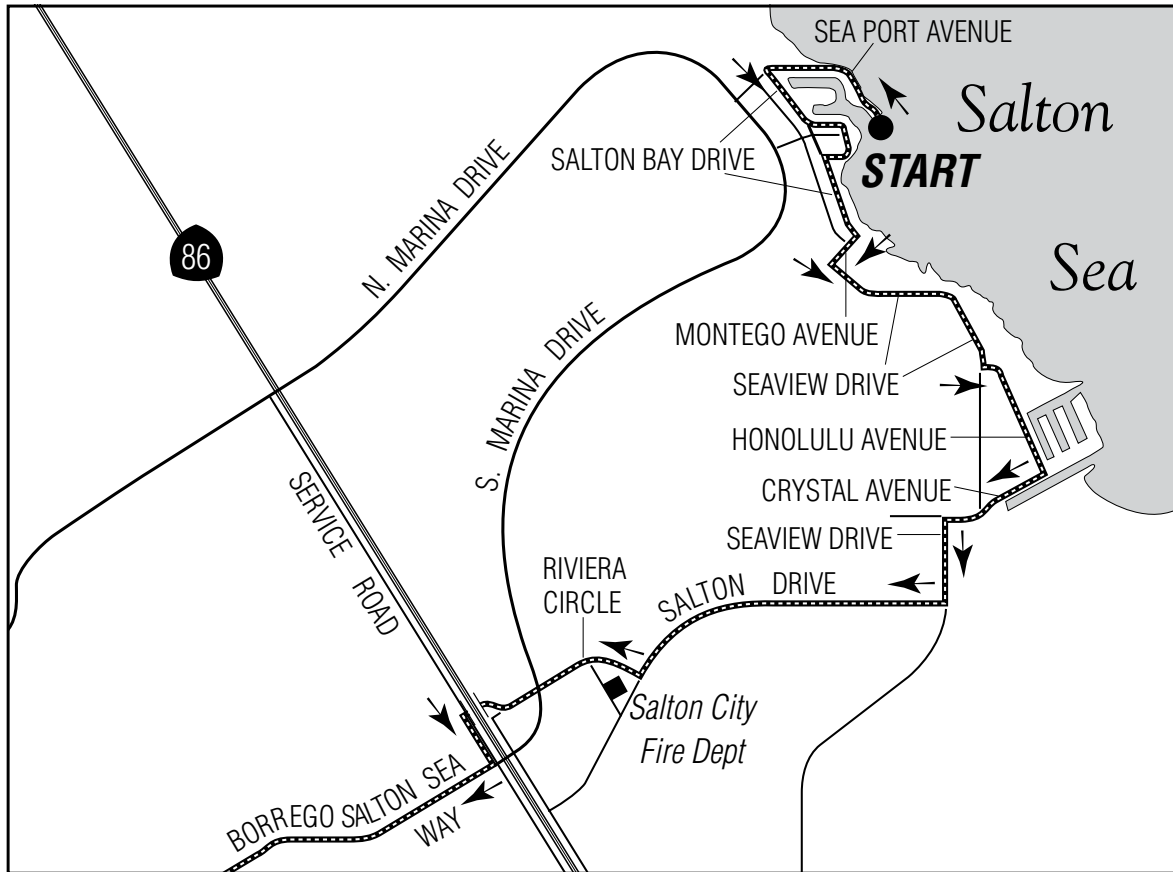 SEA PORT AVENUE
Salton
Sea
START
SALTON BAY DRIVE
N. MARINA DRIVE
86
S. MARINA DRIVE
MONTEGO AVENUE
SEAVIEW DRIVE
HONOLULU AVENUE
CRYSTAL AVENUE
SEAVIEW DRIVE
SERVICE ROAD
RIVIERA
CIRCLE
SALTON DRIVE
Salton City
Fire Dept
BORREGO SALTON SEA WAY